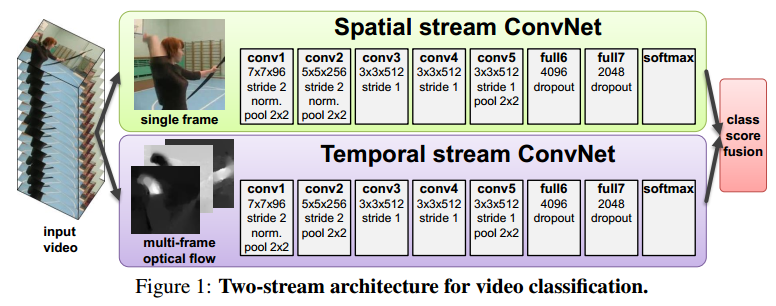 Spatial stream ConvNet
conv1
7x7x96
stride 2
norm.
pool 2x2
conv2
5x5x256
stride 2
norm.
pool 2x2
conv3
3x3x512
stride 1
conv4
3x3x512
stride 1
conv5
3x3x512
stride 1
pool 2x2
full6
4096
dropout
full7
2048
dropout
softmax
single frame
Temporal stream ConvNet
conv1
7x7x96
stride 2
norm.
pool 2x2
conv2
5x5x256
stride 2
pool 2x2
conv3
3x3x512
stride 1
conv4
3x3x512
stride 1
conv5
3x3x512
stride 1
pool 2x2
full6
4096
dropout
full7
2048
dropout
softmax
multi-frame
optical flow
input
video
class
score
fusion
Figure 1: Two-stream architecture for video classification.